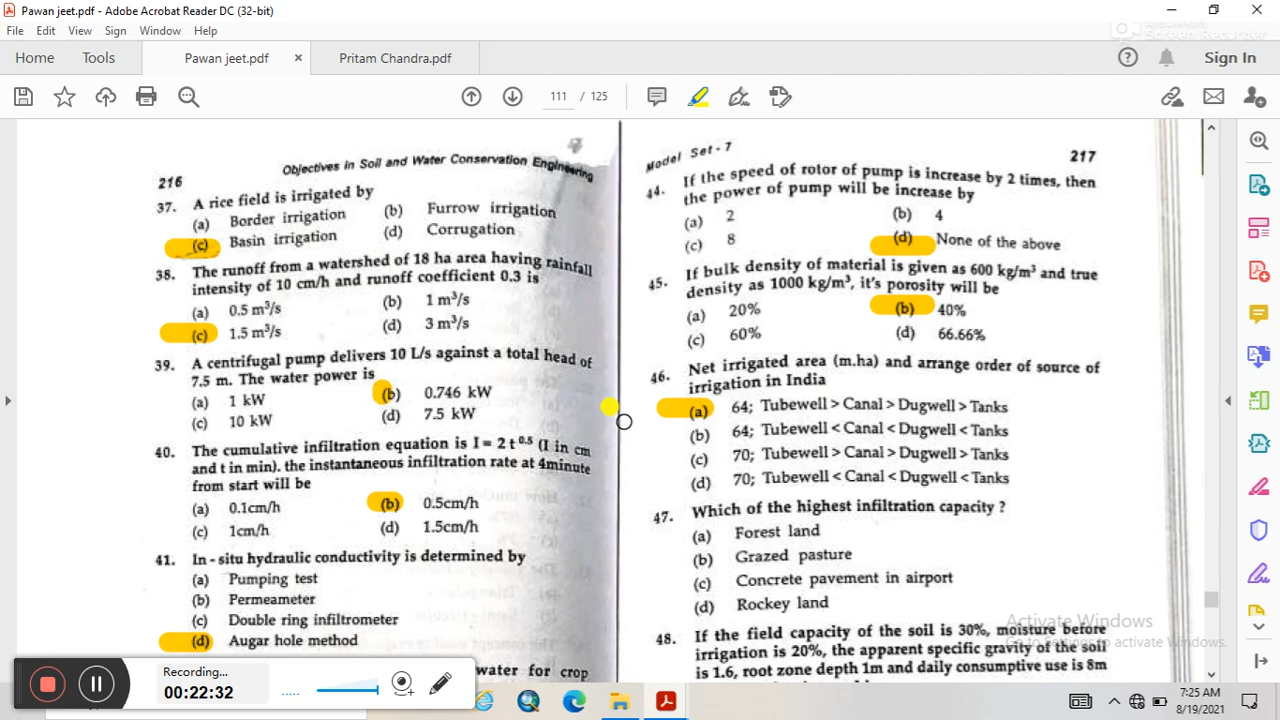 Pawan jeet.pdf - Adobe Acrobat Reader DC (32-bit)
File Edit View Sign Window Help
Home Tools Pawan jeet.pdf × Pritam Chandra.pdf Sign In
111 / 125
216 Objectives in Soil and Water Conservation Engineering
37. A rice field is irrigated by
(a) Border irrigation (b) Furrow irrigation
(c) Basin irrigation (d) Corrugation
38. The runoff from a watershed of 18 ha area having rainfall
intensity of 10 cm/h and runoff coefficient 0.3 is
(a) 0.5 m³/s (b) 1 m³/s
(c) 1.5 m³/s (d) 3 m³/s
39. A centrifugal pump delivers 10 L/s against a total head of
7.5 m. The water power is
(a) 1 kW (b) 0.746 kW
(c) 10 kW (d) 7.5 kW
40. The cumulative infiltration equation is I = 2 t⁰·⁵ (I in cm
and t in min). the instantaneous infiltration rate at 4minute
from start will be
(a) 0.1cm/h (b) 0.5cm/h
(c) 1cm/h (d) 1.5cm/h
41. In - situ hydraulic conductivity is determined by
(a) Pumping test
(b) Permeameter
(c) Double ring infiltrometer
(d) Augar hole method
water for crop
Model Set - 7 217
44. If the speed of rotor of pump is increase by 2 times, then
the power of pump will be increase by
(a) 2 (b) 4
(c) 8 (d) None of the above
45. If bulk density of material is given as 600 kg/m³ and true
density as 1000 kg/m³, it's porosity will be
(a) 20% (b) 40%
(c) 60% (d) 66.66%
46. Net irrigated area (m.ha) and arrange order of source of
irrigation in India
(a) 64; Tubewell > Canal > Dugwell > Tanks
(b) 64; Tubewell < Canal < Dugwell < Tanks
(c) 70; Tubewell > Canal > Dugwell > Tanks
(d) 70; Tubewell < Canal < Dugwell < Tanks
47. Which of the highest infiltration capacity ?
(a) Forest land
(b) Grazed pasture
(c) Concrete pavement in airport
(d) Rockey land
48. If the field capacity of the soil is 30%, moisture before
irrigation is 20%, the apparent specific gravity of the soil
is 1.6, root zone depth 1m and daily consumptive use is 8m
Activate Windows
Go to Settings to activate Windows.
Recording...
00:22:32
7:25 AM
8/19/2021
Screen Recorder